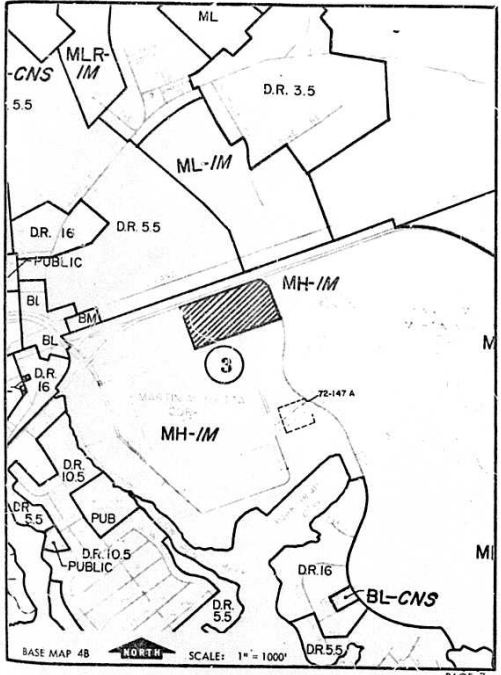 ML
MLR-
IM
-CNS
5.5
D.R. 3.5
ML-IM
D.R. 16
D.R. 5.5
PUBLIC
MH-IM
BL
BM
BL
3
D.R.
16
72-147 A
MARTIN
MH-IM
D.R.
10.5
D.R.
5.5
PUB
D.R. 10.5
PUBLIC
D.R. 16
BL-CNS
D.R.
5.5
D.R. 5.5
BASE MAP 4B
NORTH
SCALE: 1" = 1000'